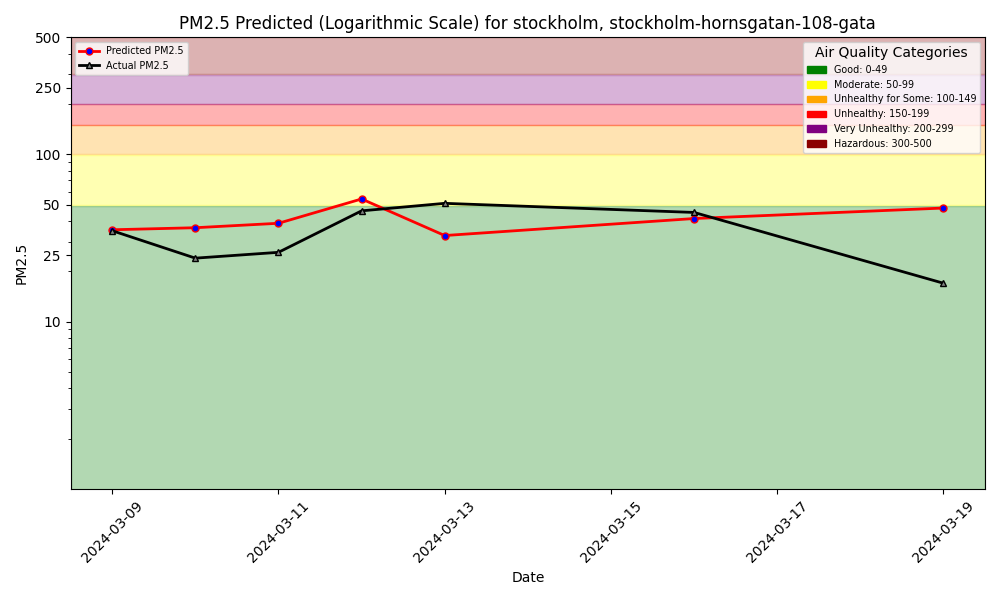 PM2.5 Predicted (Logarithmic Scale) for stockholm, stockholm-hornsgatan-108-gata
Predicted PM2.5
Actual PM2.5
Air Quality Categories
Good: 0-49
Moderate: 50-99
Unhealthy for Some: 100-149
Unhealthy: 150-199
Very Unhealthy: 200-299
Hazardous: 300-500
PM2.5
500
250
100
50
25
10
2024-03-09
2024-03-11
2024-03-13
2024-03-15
2024-03-17
2024-03-19
Date